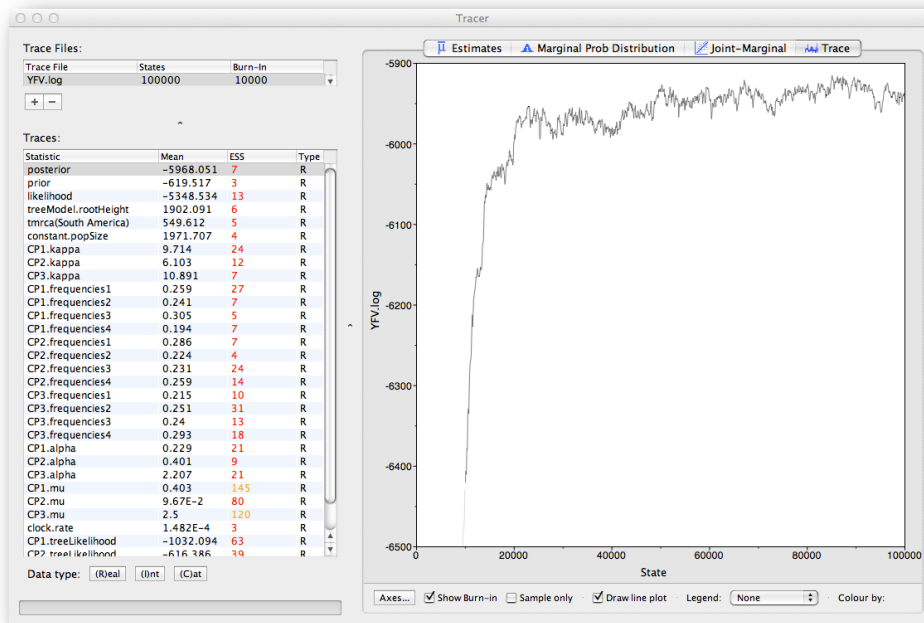 Tracer
Trace Files:
Trace File States Burn-In
YFV.log 100000 10000
+ −
Traces:
Statistic Mean ESS Type
posterior -5968.051 7 R
prior -619.517 3 R
likelihood -5348.534 13 R
treeModel.rootHeight 1902.091 6 R
tmrca(South America) 549.612 5 R
constant.popSize 1971.707 4 R
CP1.kappa 9.714 24 R
CP2.kappa 6.103 12 R
CP3.kappa 10.891 7 R
CP1.frequencies1 0.259 27 R
CP1.frequencies2 0.241 7 R
CP1.frequencies3 0.305 5 R
CP1.frequencies4 0.194 7 R
CP2.frequencies1 0.286 7 R
CP2.frequencies2 0.224 4 R
CP2.frequencies3 0.231 24 R
CP2.frequencies4 0.259 14 R
CP3.frequencies1 0.215 10 R
CP3.frequencies2 0.251 31 R
CP3.frequencies3 0.24 13 R
CP3.frequencies4 0.293 18 R
CP1.alpha 0.229 21 R
CP2.alpha 0.401 9 R
CP3.alpha 2.207 21 R
CP1.mu 0.403 145 R
CP2.mu 9.67E-2 80 R
CP3.mu 2.5 120 R
clock.rate 1.482E-4 3 R
CP1.treeLikelihood -1032.094 63 R
CP2.treeLikelihood -616.386 39 R
Data type: (R)eal (I)nt (C)at
Estimates Marginal Prob Distribution Joint-Marginal Trace
-5900
-6000
-6100
-6200
-6300
-6400
-6500
YFV.log
0 20000 40000 60000 80000 100000
State
Axes... Show Burn-in Sample only Draw line plot Legend: None Colour by: